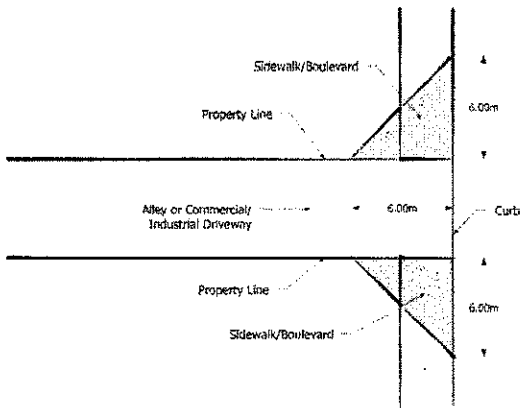 Sidewalk/Boulevard
6.00m
Property Line
Alley or Commercial/
Industrial Driveway
6.00m
Curb
Property Line
6.00m
Sidewalk/Boulevard